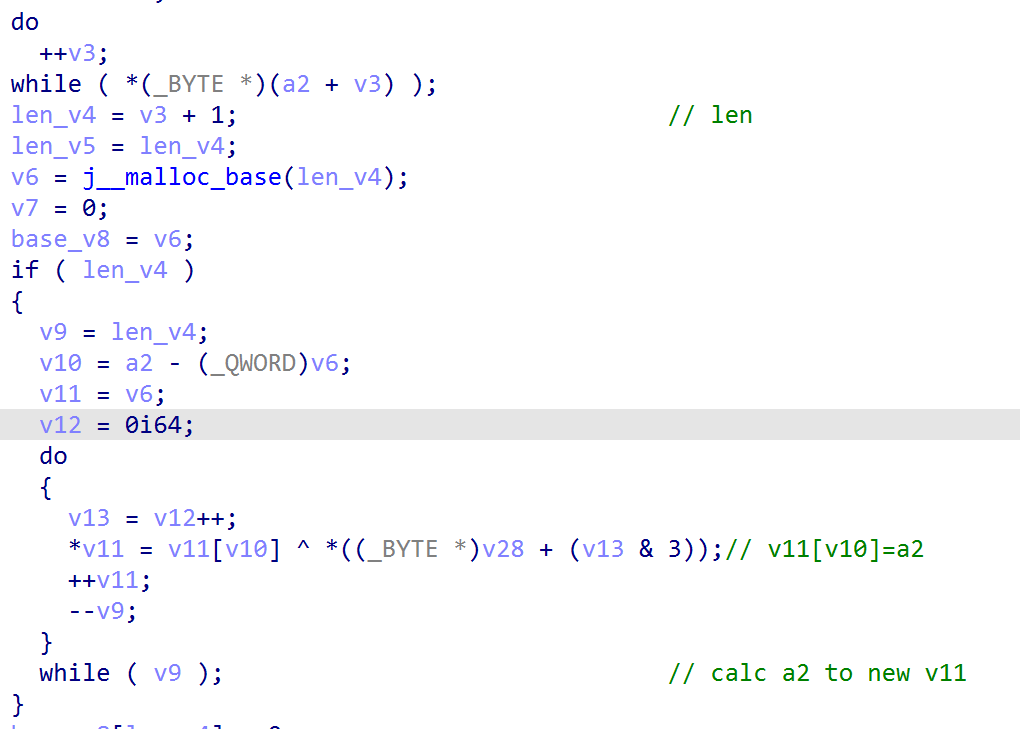 do
++v3;
while ( *(_BYTE *)(a2 + v3) );
len_v4 = v3 + 1; // len
len_v5 = len_v4;
v6 = j__malloc_base(len_v4);
v7 = 0;
base_v8 = v6;
if ( len_v4 )
{
v9 = len_v4;
v10 = a2 - (_QWORD)v6;
v11 = v6;
v12 = 0i64;
do
{
v13 = v12++;
*v11 = v11[v10] ^ *((_BYTE *)v28 + (v13 & 3));// v11[v10]=a2
++v11;
--v9;
}
while ( v9 ); // calc a2 to new v11
}